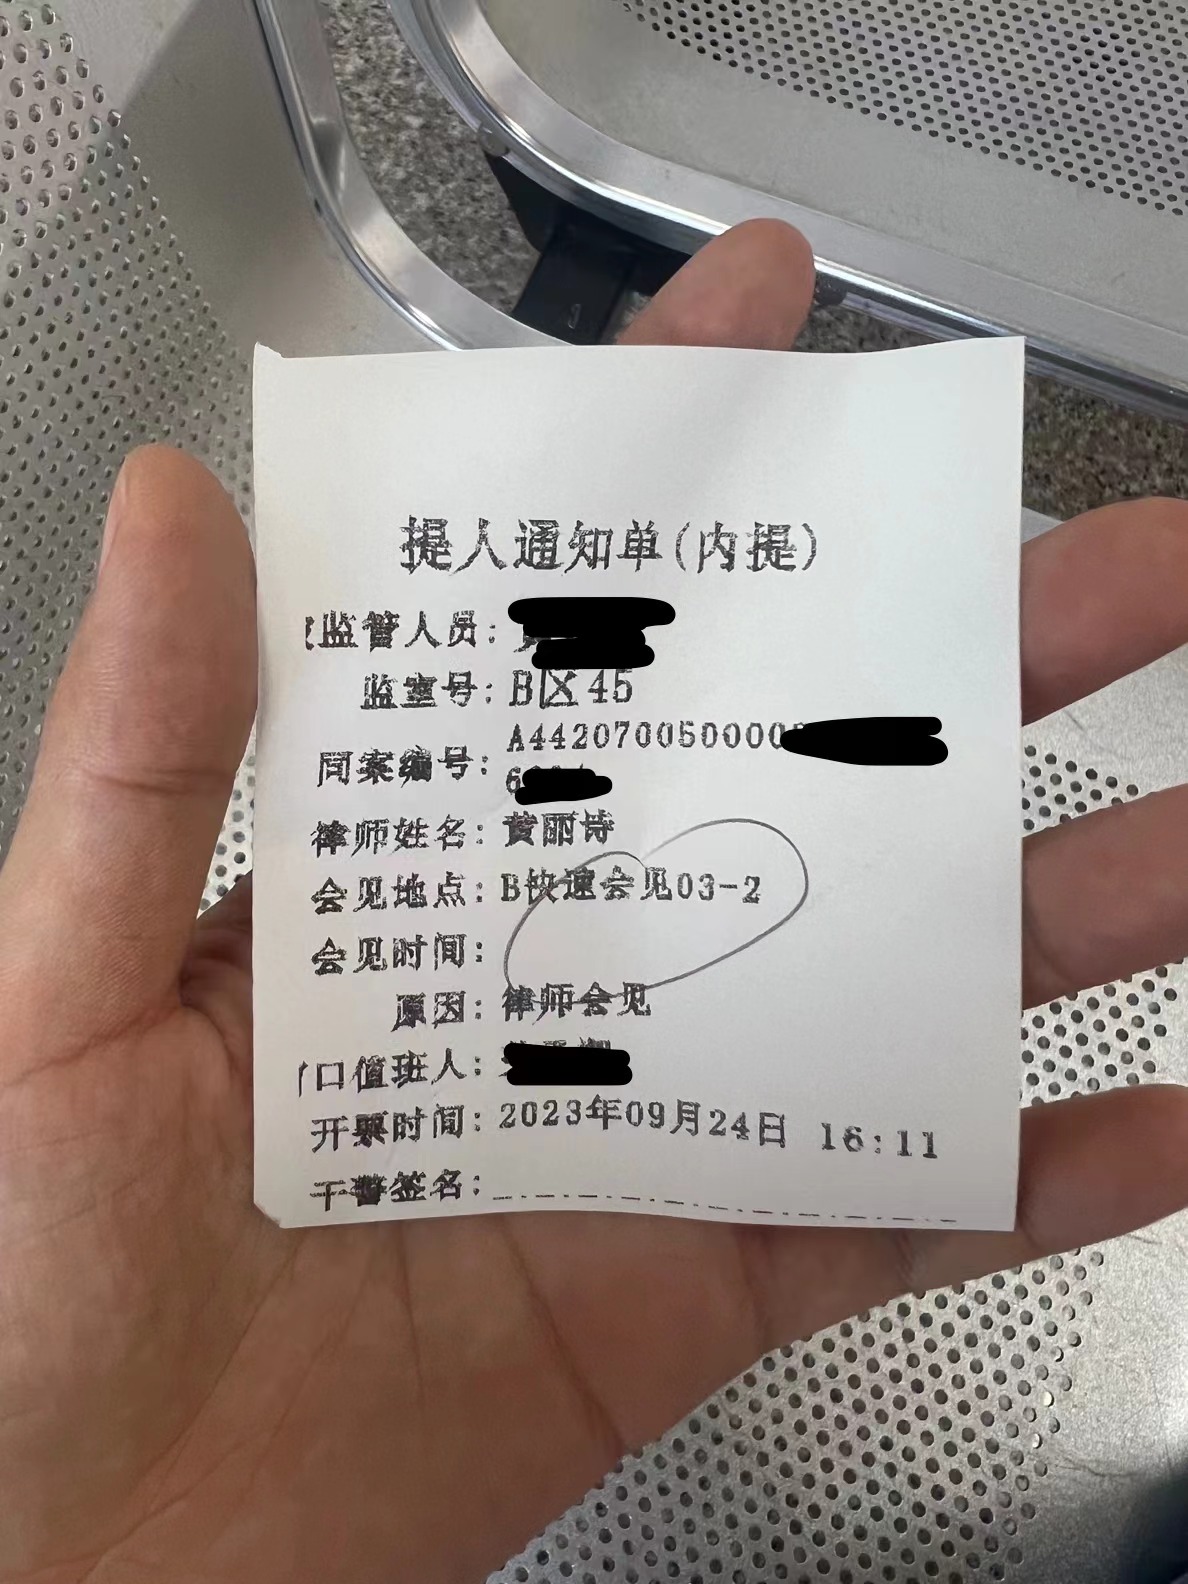 提人通知单(内提)
监管人员:
监室号: B区45
同案编号: A4420700500000
6
律师姓名: 黄丽诗
会见地点: B快速会见03-2
会见时间:
原因: 律师会见
口值班人:
开票时间: 2023年09月24日 16:11
干警签名: